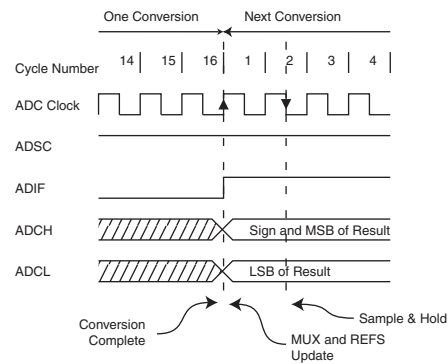 One Conversion Next Conversion
Cycle Number 14 15 16 1 2 3 4
ADC Clock
ADSC
ADIF
ADCH Sign and MSB of Result
ADCL LSB of Result
Sample & Hold
Conversion
Complete
MUX and REFS
Update